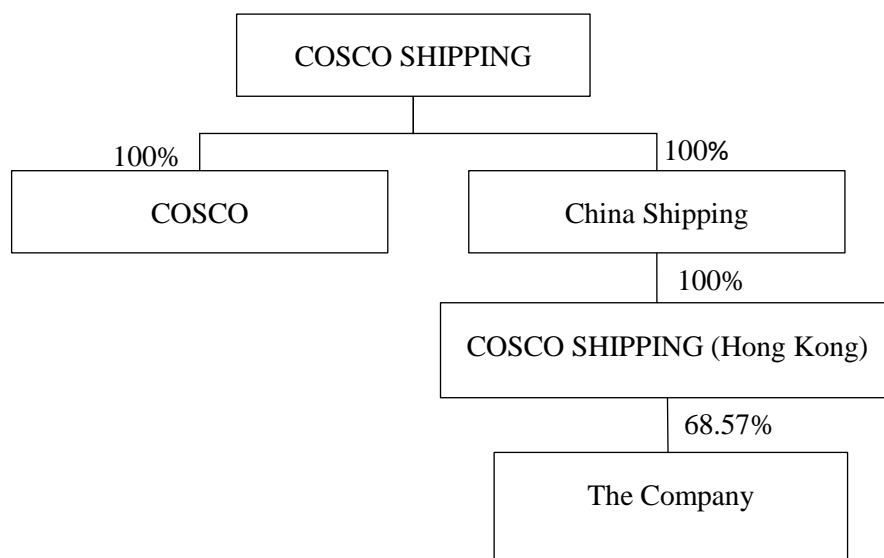 COSCO SHIPPING
100%
100%
COSCO
China Shipping
100%
COSCO SHIPPING (Hong Kong)
68.57%
The Company